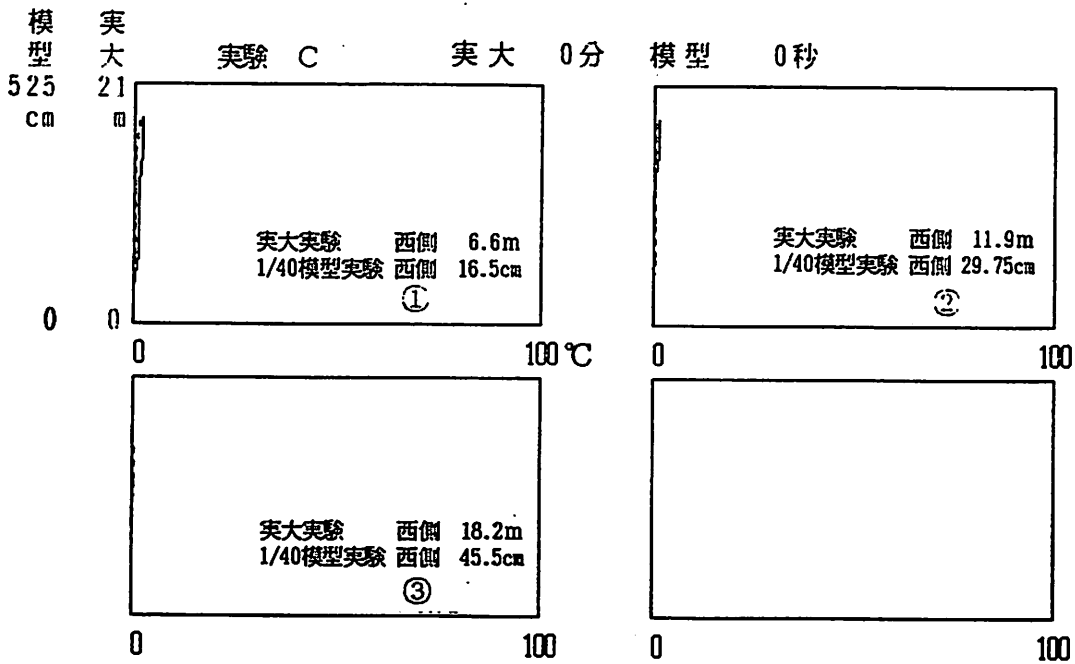 模型 実大
実験 C 実大 0分 模型 0秒
525 21
cm m
実大実験 西側 6.6m
1/40模型実験 西側 16.5cm
①
実大実験 西側 11.9m
1/40模型実験 西側 29.75cm
②
0 0
0 100℃ 0 100
実大実験 西側 18.2m
1/40模型実験 西側 45.5cm
③
0 100 0 100